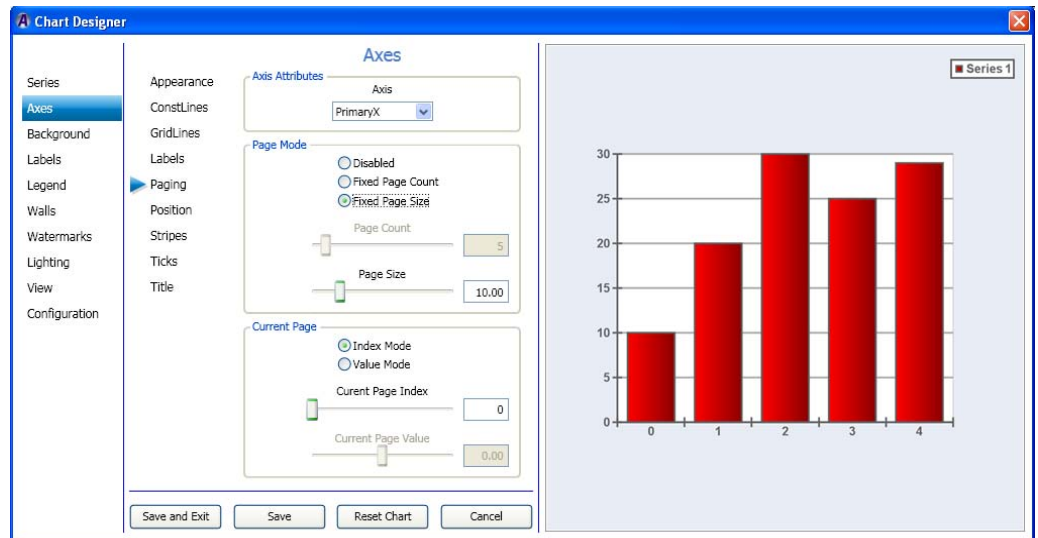 Chart Designer
Series
Axes
Background
Labels
Legend
Walls
Watermarks
Lighting
View
Configuration
Appearance
ConstLines
GridLines
Labels
Paging
Position
Stripes
Ticks
Title
Axes
Axis Attributes
Axis
PrimaryX
Page Mode
Disabled
Fixed Page Count
Fixed Page Size
Page Count
5
Page Size
10.00
Current Page
Index Mode
Value Mode
Curent Page Index
0
Current Page Value
0.00
Save and Exit
Save
Reset Chart
Cancel
Series 1
30
25
20
15
10
5
0
0 1 2 3 4